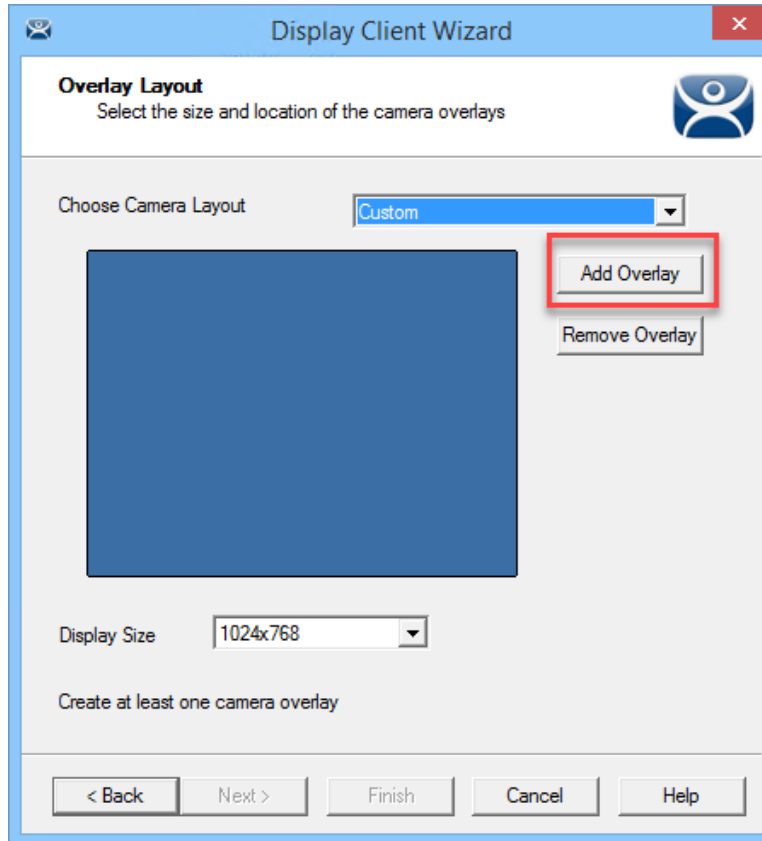 Display Client Wizard
Overlay Layout
Select the size and location of the camera overlays
Choose Camera Layout
Custom
Add Overlay
Remove Overlay
Display Size
1024x768
Create at least one camera overlay
< Back
Next >
Finish
Cancel
Help